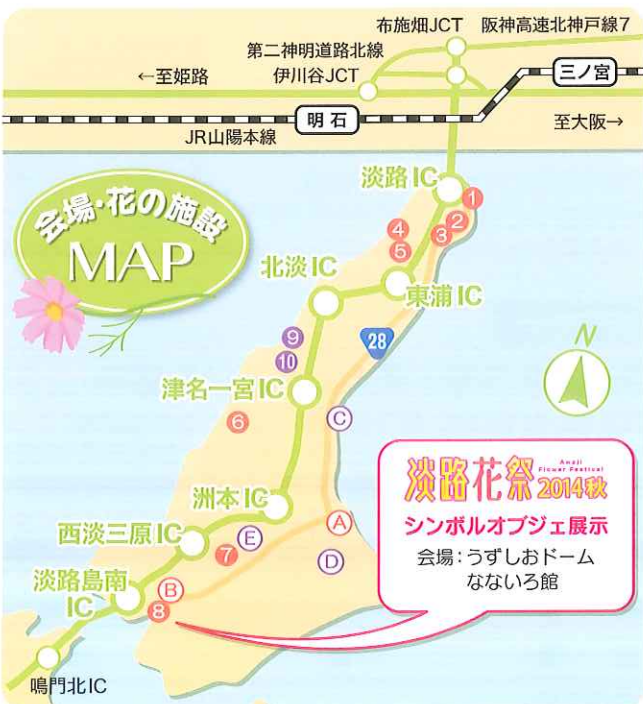 布施畑JCT 阪神高速北神戸線7
第二神明道路北線
←至姫路 伊川谷JCT
三ノ宮
明石
至大阪→
JR山陽本線
淡路IC
1
2
3
4
5
会場・花の施設
MAP
北淡IC
東浦IC
N
28
9
10
津名一宮IC
C
6
淡路花祭 2014秋
Awaji
Flower Festival
シンボルオブジェ展示
会場：うずしおドーム
なないろ館
洲本IC
A
西淡三原IC
E
7
D
淡路島南
IC
B
8
鳴門北IC